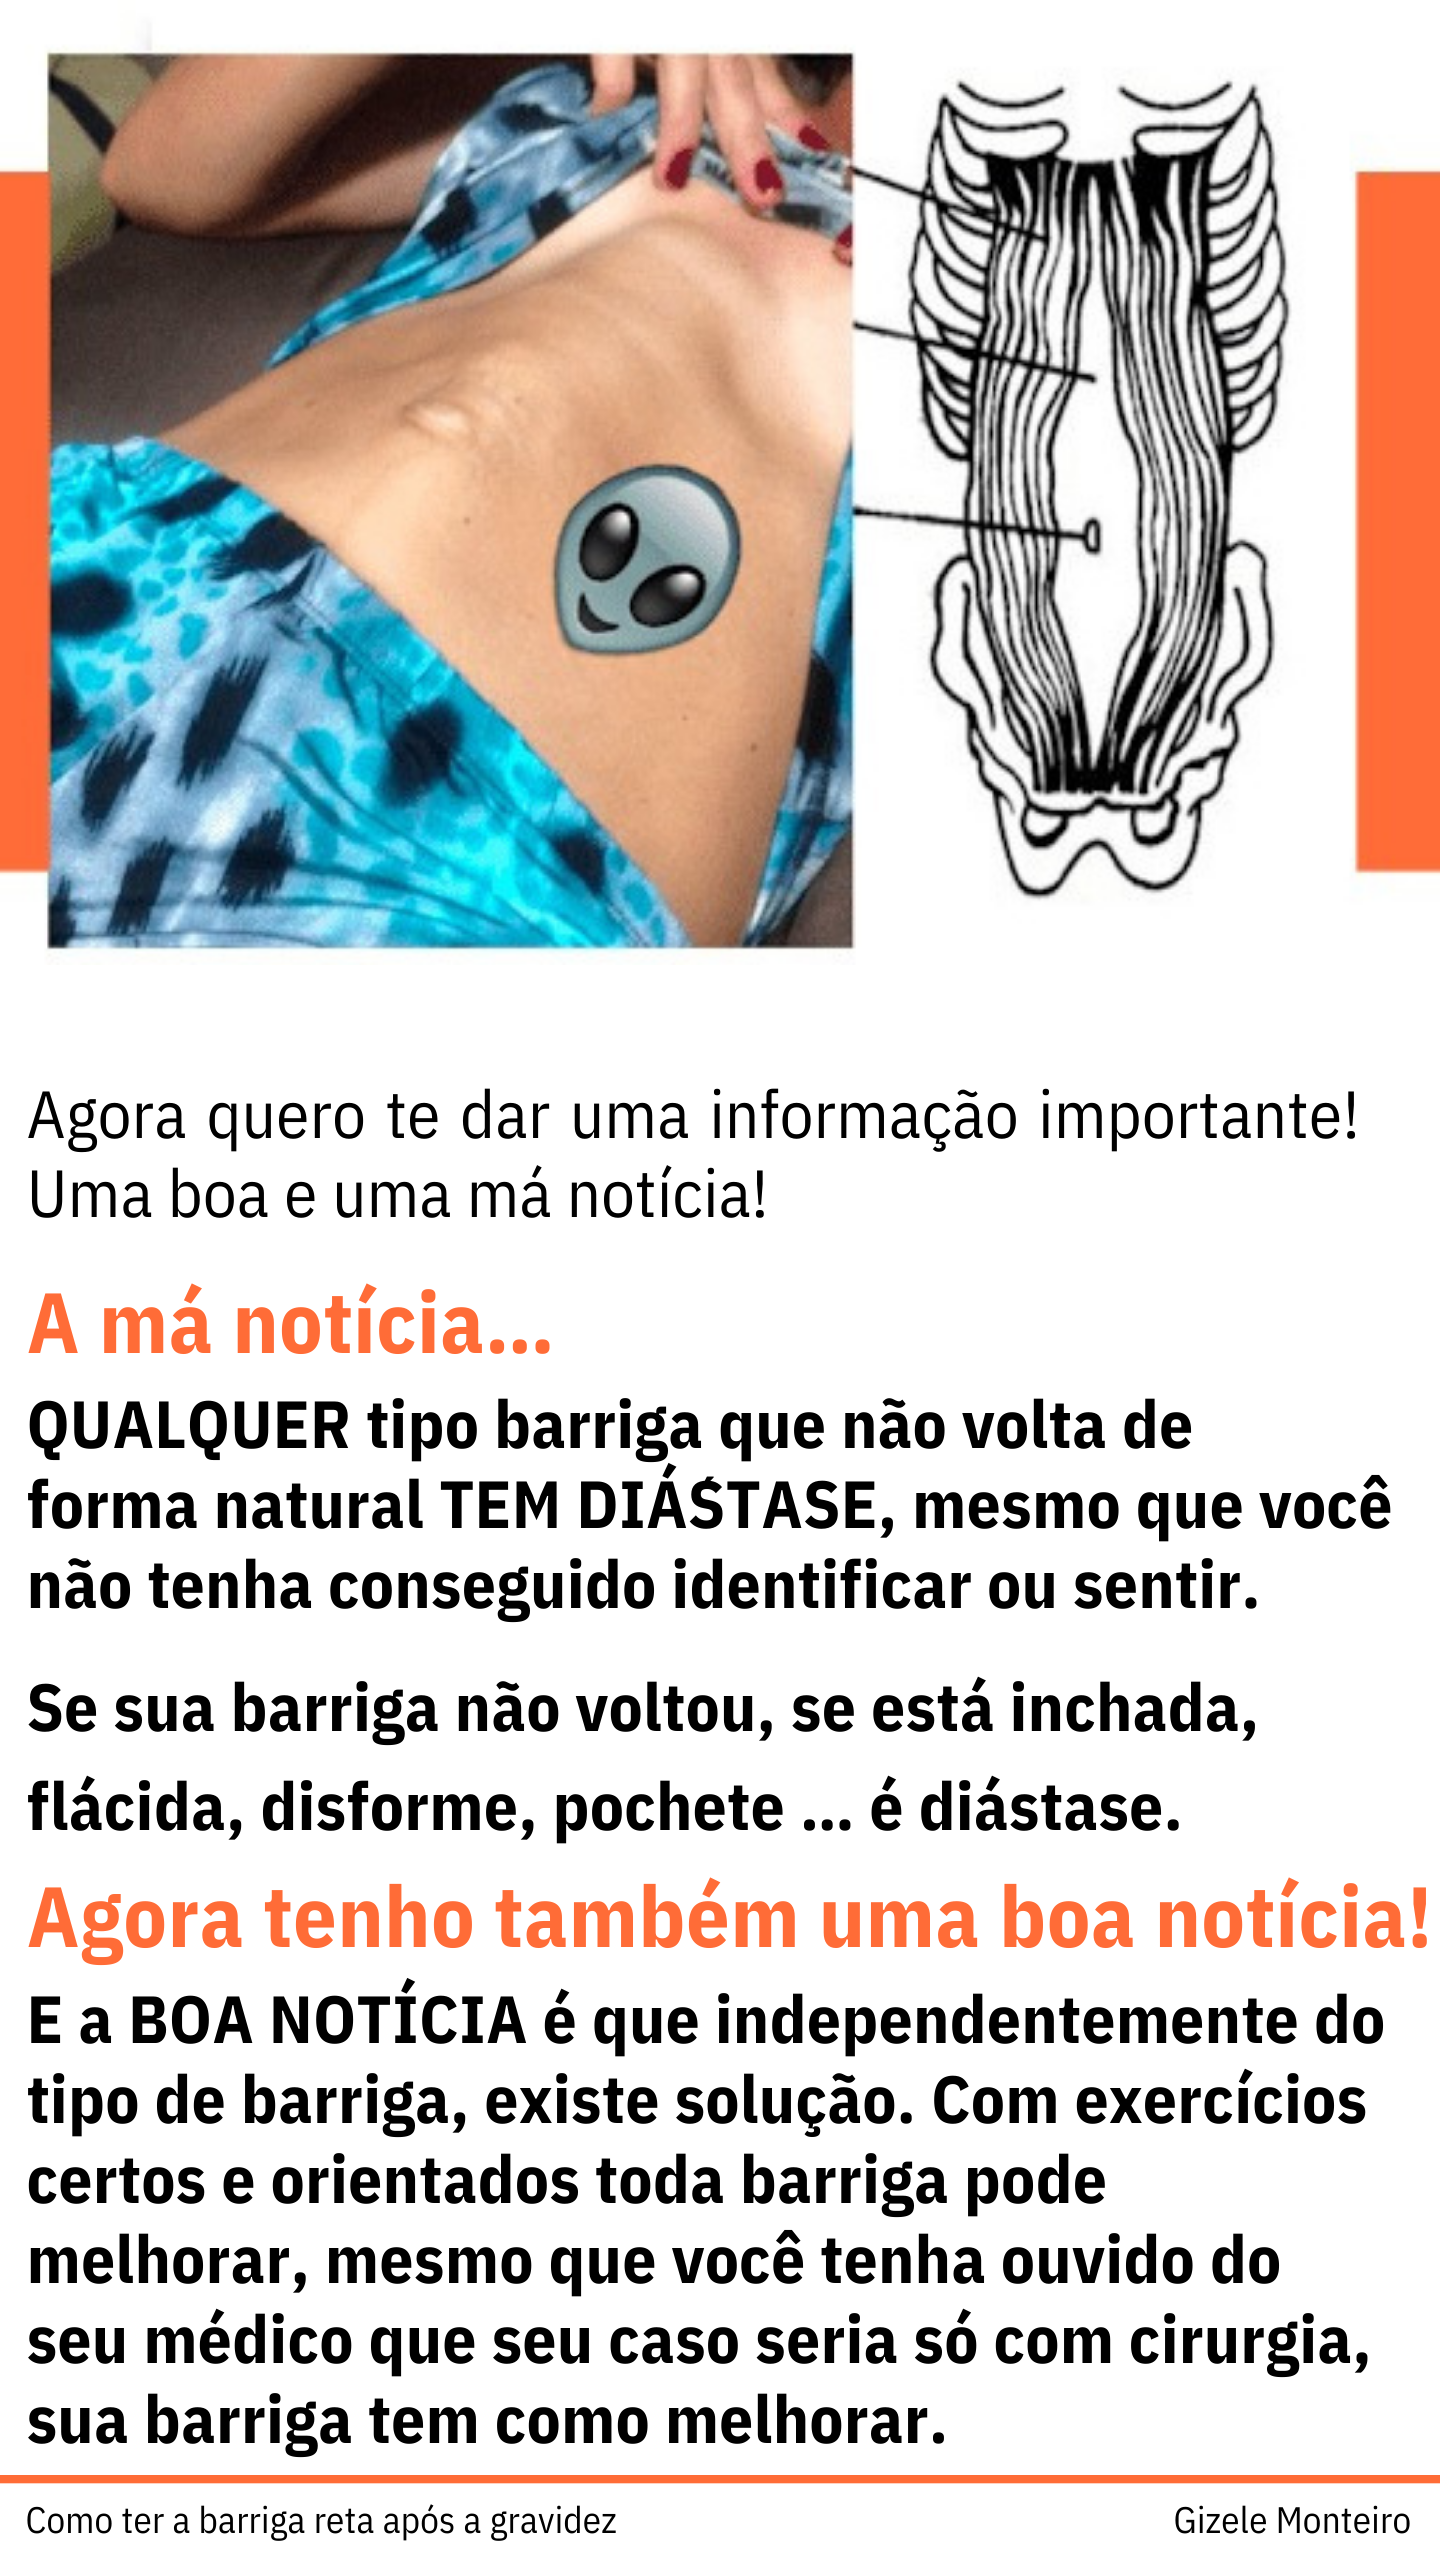 Agora quero te dar uma informação importante!
Uma boa e uma má notícia!
A má notícia...
QUALQUER tipo barriga que não volta de
forma natural TEM DIÁSTASE, mesmo que você
não tenha conseguido identificar ou sentir.
Se sua barriga não voltou, se está inchada,
flácida, disforme, pochete ... é diástase.
Agora tenho também uma boa notícia!
E a BOA NOTÍCIA é que independentemente do
tipo de barriga, existe solução. Com exercícios
certos e orientados toda barriga pode
melhorar, mesmo que você tenha ouvido do
seu médico que seu caso seria só com cirurgia,
sua barriga tem como melhorar.
Como ter a barriga reta após a gravidez
Gizele Monteiro